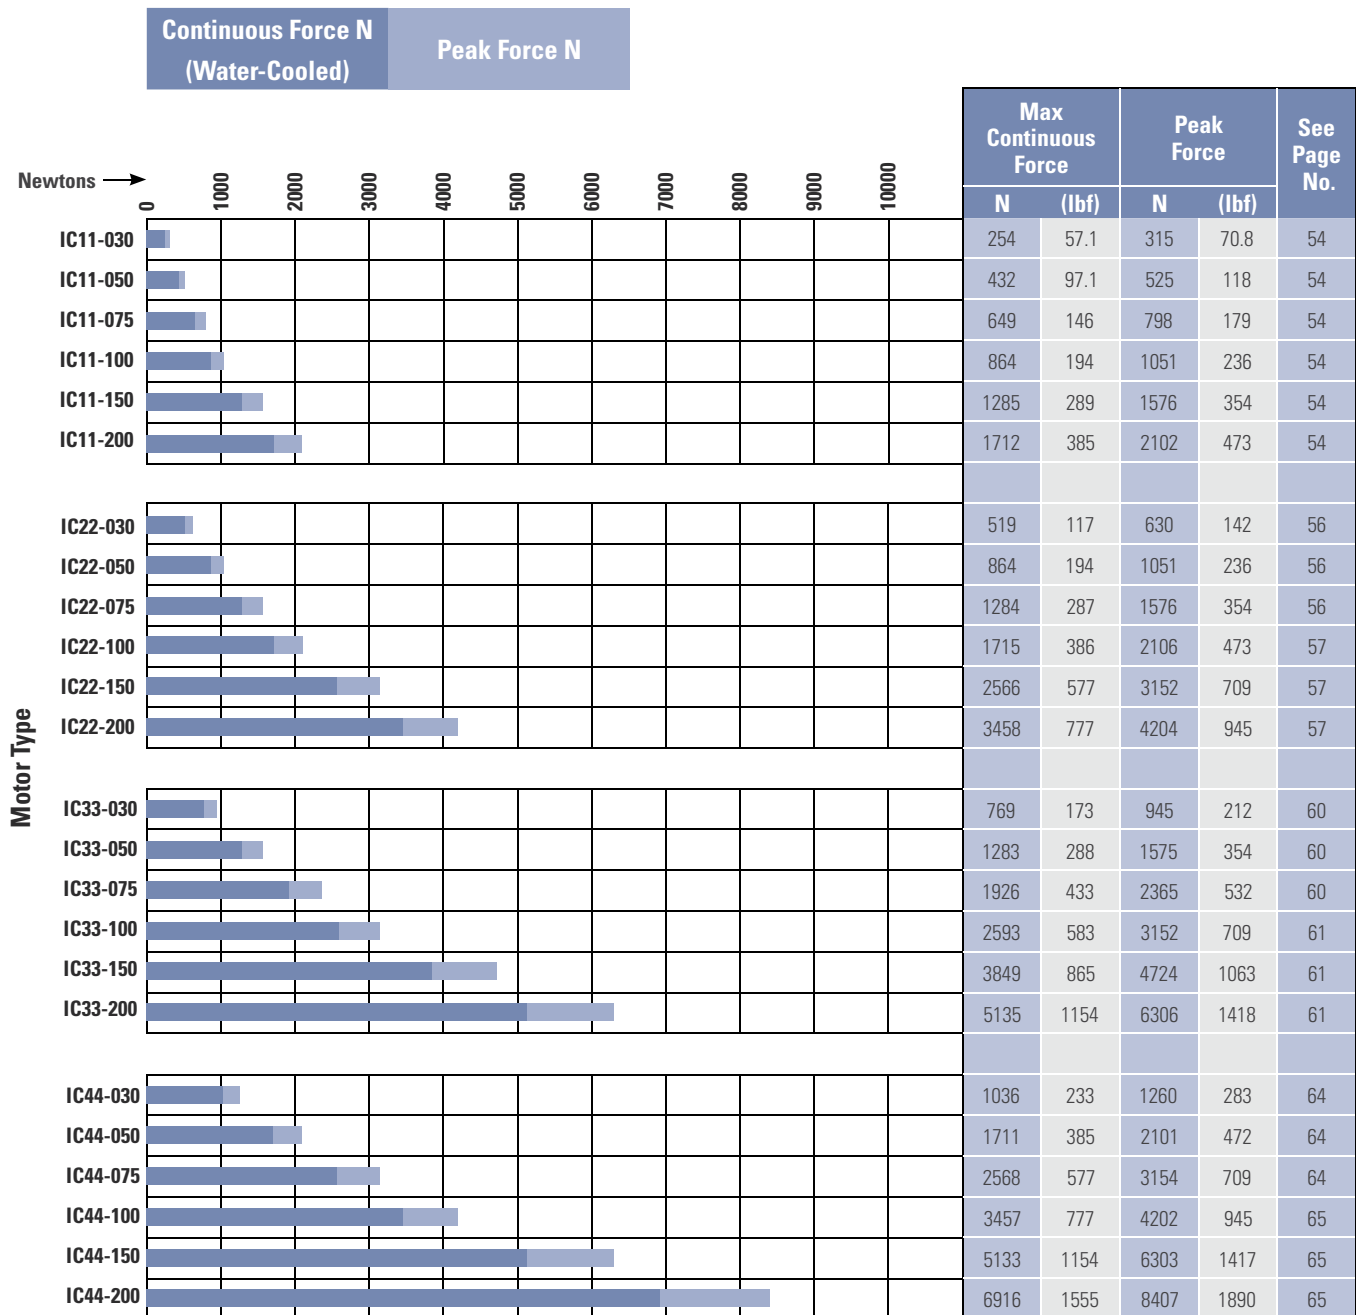 Continuous Force N
(Water-Cooled)
Peak Force N
Max
Continuous
Force
Peak
Force
See
Page
No.
Newtons
0 1000 2000 3000 4000 5000 6000 7000 8000 9000 10000
N (lbf) N (lbf)
Motor Type
IC11-030 254 57.1 315 70.8 54
IC11-050 432 97.1 525 118 54
IC11-075 649 146 798 179 54
IC11-100 864 194 1051 236 54
IC11-150 1285 289 1576 354 54
IC11-200 1712 385 2102 473 54
IC22-030 519 117 630 142 56
IC22-050 864 194 1051 236 56
IC22-075 1284 287 1576 354 56
IC22-100 1715 386 2106 473 57
IC22-150 2566 577 3152 709 57
IC22-200 3458 777 4204 945 57
IC33-030 769 173 945 212 60
IC33-050 1283 288 1575 354 60
IC33-075 1926 433 2365 532 60
IC33-100 2593 583 3152 709 61
IC33-150 3849 865 4724 1063 61
IC33-200 5135 1154 6306 1418 61
IC44-030 1036 233 1260 283 64
IC44-050 1711 385 2101 472 64
IC44-075 2568 577 3154 709 64
IC44-100 3457 777 4202 945 65
IC44-150 5133 1154 6303 1417 65
IC44-200 6916 1555 8407 1890 65